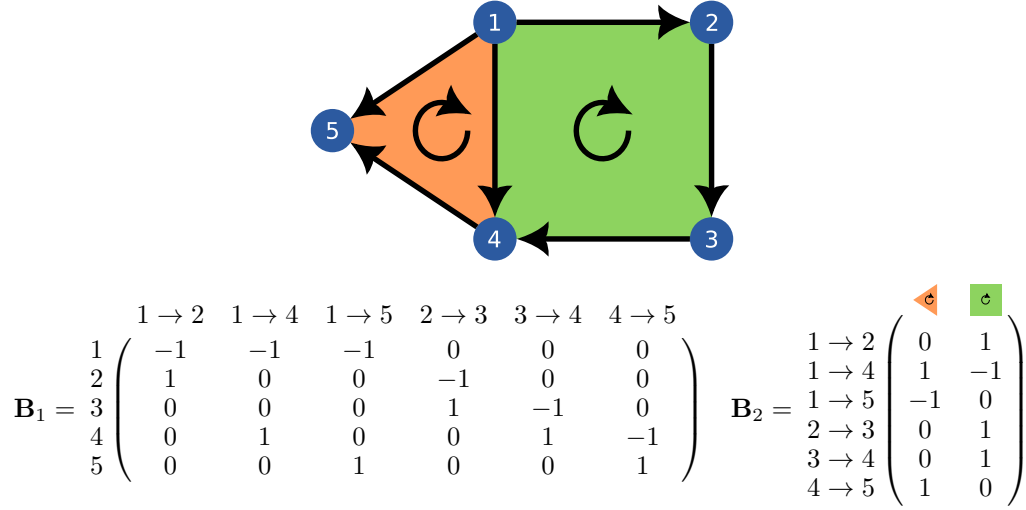 1 2
5
4 3
1 → 2 1 → 4 1 → 5 2 → 3 3 → 4 4 → 5
B₁ =
1 −1 −1 −1 0 0 0
2 1 0 0 −1 0 0
3 0 0 0 1 −1 0
4 0 1 0 0 1 −1
5 0 0 1 0 0 1
B₂ =
1 → 2 0 1
1 → 4 1 −1
1 → 5 −1 0
2 → 3 0 1
3 → 4 0 1
4 → 5 1 0